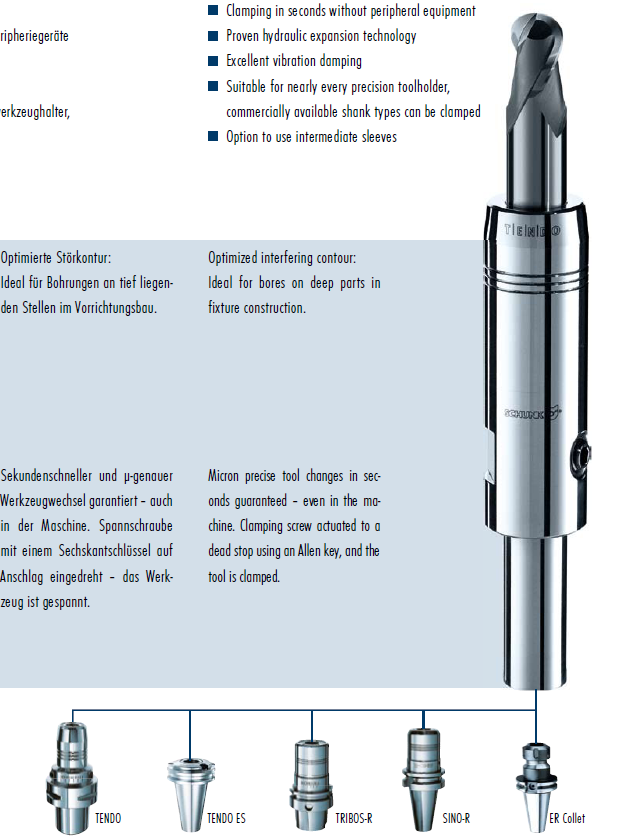 ripheriegeräte
erkzeughalter,
Clamping in seconds without peripheral equipment
Proven hydraulic expansion technology
Excellent vibration damping
Suitable for nearly every precision toolholder,
commercially available shank types can be clamped
Option to use intermediate sleeves
TENDO
Optimierte Störkontur:
Ideal für Bohrungen an tief liegen-
den Stellen im Vorrichtungsbau.
Optimized interfering contour:
Ideal for bores on deep parts in
fixture construction.
SCHUNK
Sekundenschneller und µ-genauer
Werkzeugwechsel garantiert – auch
in der Maschine. Spannschraube
mit einem Sechskantschlüssel auf
Anschlag eingedreht – das Werk-
zeug ist gespannt.
Micron precise tool changes in sec-
onds guaranteed – even in the ma-
chine. Clamping screw actuated to a
dead stop using an Allen key, and the
tool is clamped.
TENDO
TENDO ES
TRIBOS-R
SINO-R
ER Collet